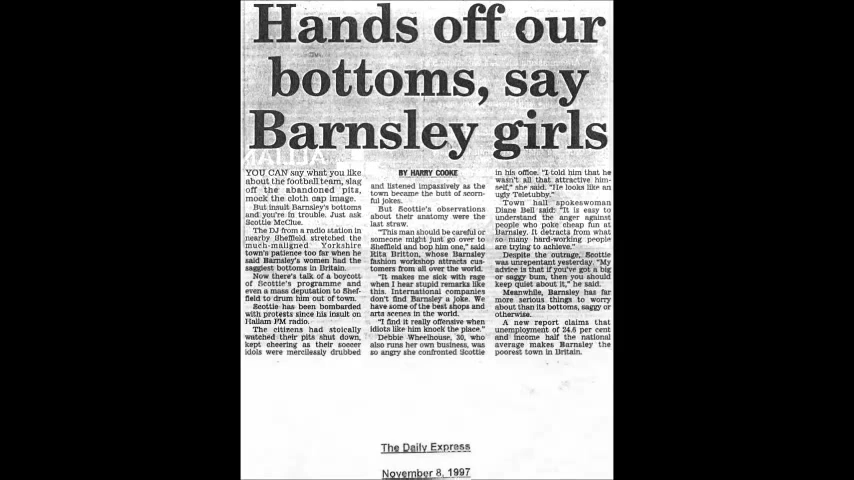 Hands off our
bottoms, say
Barnsley girls
YOU CAN say what you like
about the football team, slag
off the abandoned pits,
mock the cloth cap image.
But insult Barnsley's bottoms
and you're in trouble. Just ask
Scottie McClue.
The DJ from a radio station in
nearby Sheffield stretched the
much-maligned Yorkshire
town's patience too far when he
said Barnsley's women had the
saggiest bottoms in Britain.
Now there's talk of a boycott
of Scottie's programme and
even a mass deputation to Shef-
field to drum him out of town.
Scottie has been bombarded
with protests since his insult on
Hallam FM radio.
The citizens had stoically
watched their pits shut down,
kept cheering as their soccer
idols were mercilessly drubbed
BY HARRY COOKE
and listened impassively as the
town became the butt of scorn-
ful jokes.
But Scottie's observations
about their anatomy were the
last straw.
"This man should be careful or
someone might just go over to
Sheffield and bop him one," said
Rita Britton, whose Barnsley
fashion workshop attracts cus-
tomers from all over the world.
"It makes me sick with rage
when I hear stupid remarks like
this. International companies
don't find Barnsley a joke. We
have some of the best shops and
arts scenes in the world.
"I find it really offensive when
idiots like him knock the place."
Debbie Wheelhouse, 30, who
also runs her own business, was
so angry she confronted Scottie
in his office. "I told him that he
wasn't all that attractive him-
self," she said. "He looks like an
ugly Teletubby."
Town hall spokeswoman
Diane Bell said: "It is easy to
understand the anger against
people who poke cheap fun at
Barnsley. It detracts from what
so many hard-working people
are trying to achieve."
Despite the outrage, Scottie
was unrepentant yesterday. "My
advice is that if you've got a big
or saggy bum, then you should
keep quiet about it," he said.
Meanwhile, Barnsley has far
more serious things to worry
about than its bottoms, saggy or
otherwise.
A new report claims that
unemployment of 24.6 per cent
and income half the national
average makes Barnsley the
poorest town in Britain.
The Daily Express
November 8, 1997